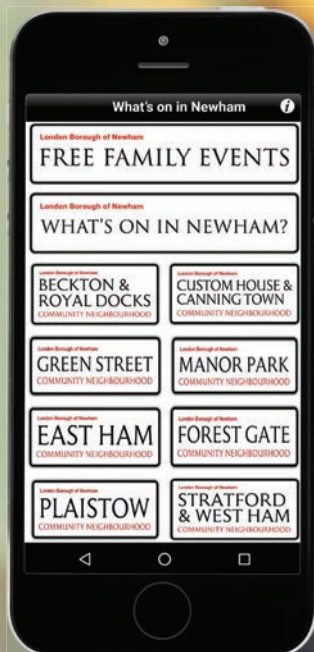 What's on in Newham
London Borough of Newham
FREE FAMILY EVENTS
London Borough of Newham
WHAT'S ON IN NEWHAM?
London Borough of Newham
BECKTON &
ROYAL DOCKS
COMMUNITY NEIGHBOURHOOD
London Borough of Newham
CUSTOM HOUSE &
CANNING TOWN
COMMUNITY NEIGHBOURHOOD
London Borough of Newham
GREEN STREET
COMMUNITY NEIGHBOURHOOD
London Borough of Newham
MANOR PARK
COMMUNITY NEIGHBOURHOOD
London Borough of Newham
EAST HAM
COMMUNITY NEIGHBOURHOOD
London Borough of Newham
FOREST GATE
COMMUNITY NEIGHBOURHOOD
London Borough of Newham
PLAISTOW
COMMUNITY NEIGHBOURHOOD
London Borough of Newham
STRATFORD
& WEST HAM
COMMUNITY NEIGHBOURHOOD